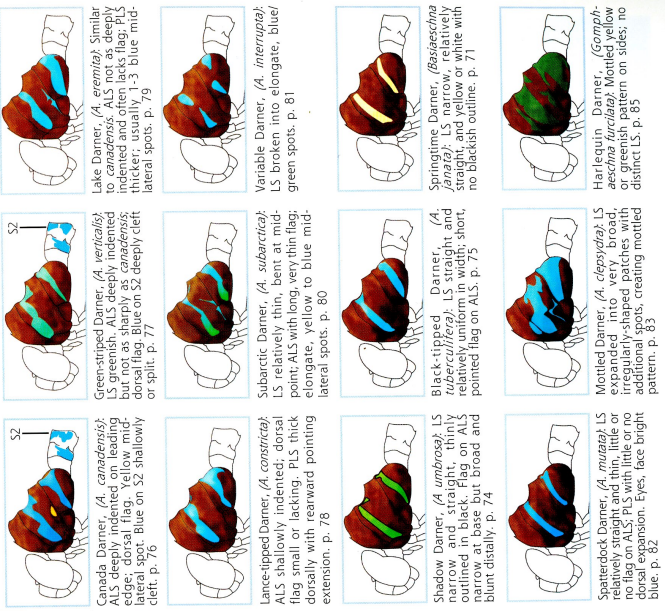 S2
Canada Darner, (A. canadensis):
ALS deeply indented on leading
edge; dorsal flag. Yellow mid-
lateral spot. Blue on S2 shallowly
cleft. p. 76
S2
Green-striped Darner, (A. verticalis):
LS greenish. ALS deeply indented
but not as sharply as canadensis;
dorsal flag. Blue on S2 deeply cleft
or split. p. 77
Lake Darner, (A. eremita): Similar
to canadensis. ALS not as deeply
indented and often lacks flag; PLS
thicker; usually 1-3 blue mid-
lateral spots. p. 79
Lance-tipped Darner, (A. constricta):
ALS shallowly indented; dorsal
flag small or lacking. PLS thick
dorsally with rearward pointing
extension. p. 78
Subarctic Darner, (A. subarctica):
LS relatively thin, bent at mid-
point; ALS with long, very thin flag;
elongate, yellow to blue mid-
lateral spots. p. 80
Variable Darner, (A. interrupta):
LS broken into elongate, blue/
green spots. p. 81
Shadow Darner, (A umbrosa): LS
narrow and straight, thinly
outlined in black. Flag on ALS
narrow at base but broad and
blunt distally. p. 74
Black-tipped Darner, (A.
tuber-culifera): LS straight and
relatively uniform in width; short,
pointed flag on ALS. p. 75
Springtime Darner, (Basiaeschna
janata): LS narrow, relatively
straight, and yellow or white with
no blackish outline. p. 71
Spatterdock Darner, (A. mutata): LS
relatively straight and thin, little or
no flag on ALS; PLS with little or no
dorsal expansion. Eyes, face bright
blue. p. 82
Mottled Darner, (A. clepsydra): LS
expanded into very broad,
irregularly-shaped patches with
additional spots, creating mottled
pattern. p. 83
Harlequin Darner, (Gomph-
aeschna furcilata): Mottled yellow
or greenish pattern on sides; no
distinct LS. p. 85